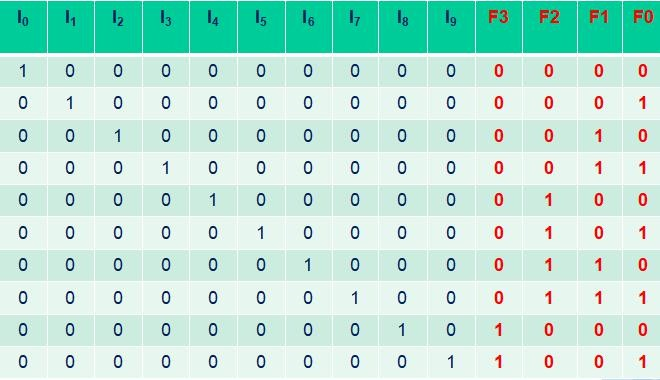 I₀ I₁ I₂ I₃ I₄ I₅ I₆ I₇ I₈ I₉ F3 F2 F1 F0
1 0 0 0 0 0 0 0 0 0 0 0 0 0
0 1 0 0 0 0 0 0 0 0 0 0 0 1
0 0 1 0 0 0 0 0 0 0 0 0 1 0
0 0 0 1 0 0 0 0 0 0 0 0 1 1
0 0 0 0 1 0 0 0 0 0 0 1 0 0
0 0 0 0 0 1 0 0 0 0 0 1 0 1
0 0 0 0 0 0 1 0 0 0 0 1 1 0
0 0 0 0 0 0 0 1 0 0 0 1 1 1
0 0 0 0 0 0 0 0 1 0 1 0 0 0
0 0 0 0 0 0 0 0 0 1 1 0 0 1